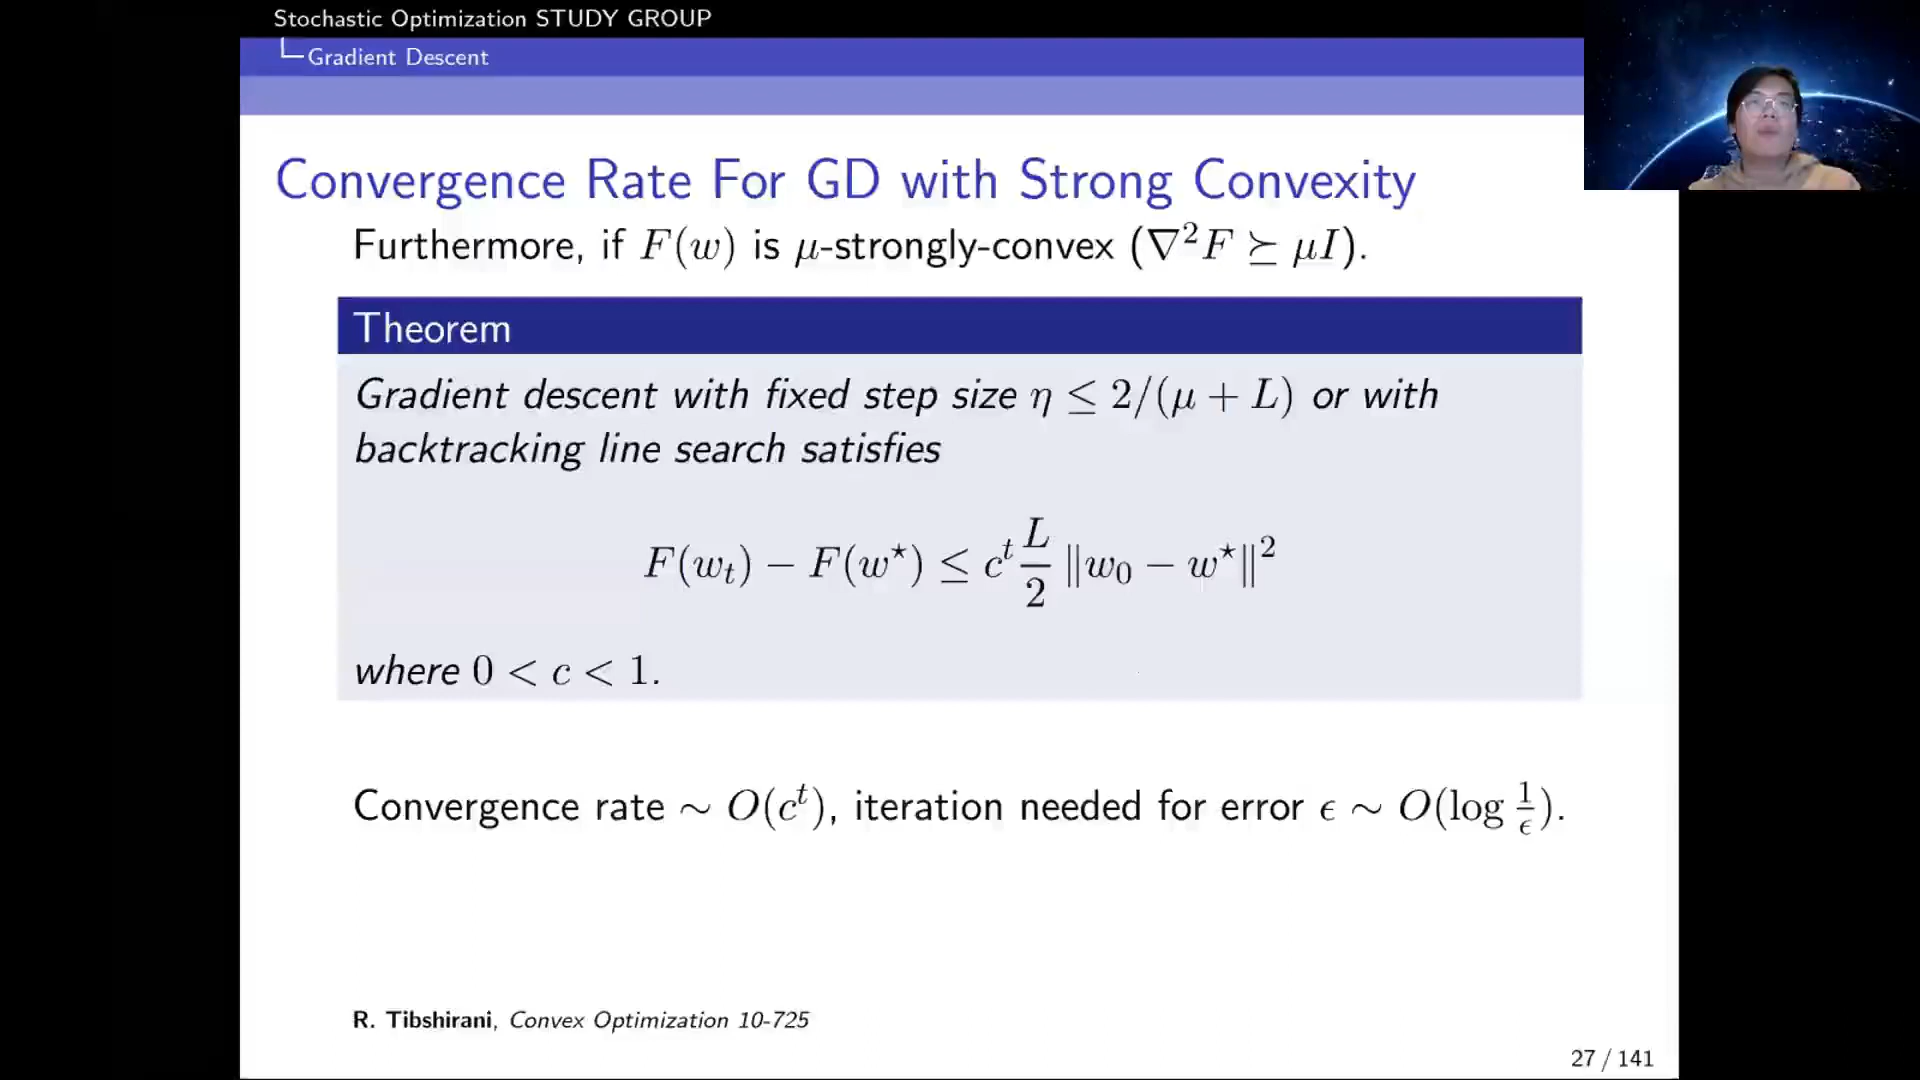 Stochastic Optimization STUDY GROUP
Gradient Descent
Convergence Rate For GD with Strong Convexity
Furthermore, if F(w) is μ-strongly-convex (∇²F ⪰ μI).
Theorem
Gradient descent with fixed step size η ≤ 2/(μ + L) or with
backtracking line search satisfies
F(w_t) − F(w⋆) ≤ c^t L/2 ‖w₀ − w⋆‖²
where 0 < c < 1.
Convergence rate ∼ O(c^t), iteration needed for error ϵ ∼ O(log 1/ϵ).
R. Tibshirani, Convex Optimization 10-725
27 / 141